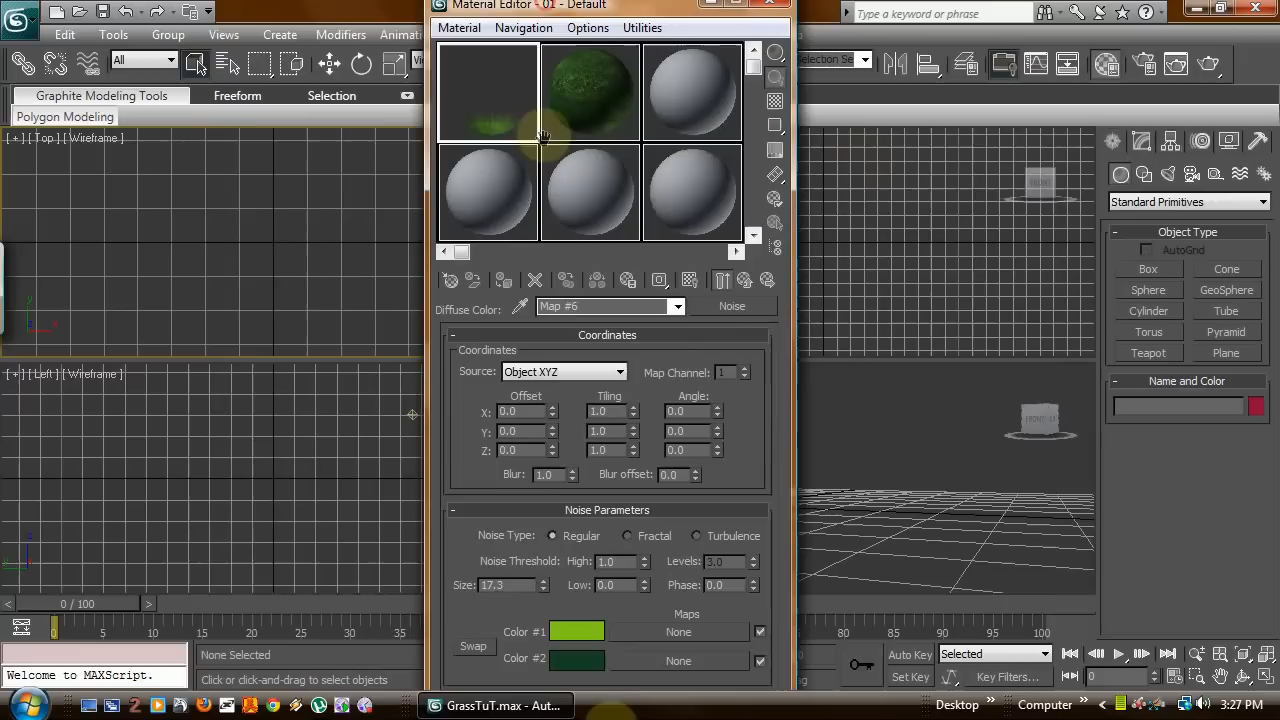 Material Editor - 01 - Default
Type a keyword or phrase
Edit Tools Group Views Create Modifiers Animati
Material Navigation Options Utilities
All
Selection Se
Graphite Modeling Tools Freeform Selection
Polygon Modeling
[ + ] [ Top ] [ Wireframe ]
FRONT
Standard Primitives
- Object Type
AutoGrid
Box Cone
Sphere GeoSphere
Cylinder Tube
Torus Pyramid
Teapot Plane
- Name and Color
Diffuse Color: Map #6 Noise
- Coordinates
Coordinates
Source: Object XYZ Map Channel: 1
Offset Tiling Angle:
X: 0.0 1.0 0.0
Y: 0.0 1.0 0.0
Z: 0.0 1.0 0.0
Blur: 1.0 Blur offset: 0.0
- Noise Parameters
Noise Type: Regular Fractal Turbulence
Noise Threshold: High: 1.0 Levels: 3.0
Size: 17.3 Low: 0.0 Phase: 0.0
Maps
Color #1 None
Swap
Color #2 None
y
x
[ + ] [ Left ] [ Wireframe ]
FRONT
z
y
< 0 / 100 >
0 5 10 15 20 25 30 35 80 85 90 95 100
None Selected
Welcome to MAXScript.
Click or click-and-drag to select objects
Auto Key Selected
Set Key Key Filters... 0
GrassTuT.max - Aut...
Desktop Computer 3:27 PM